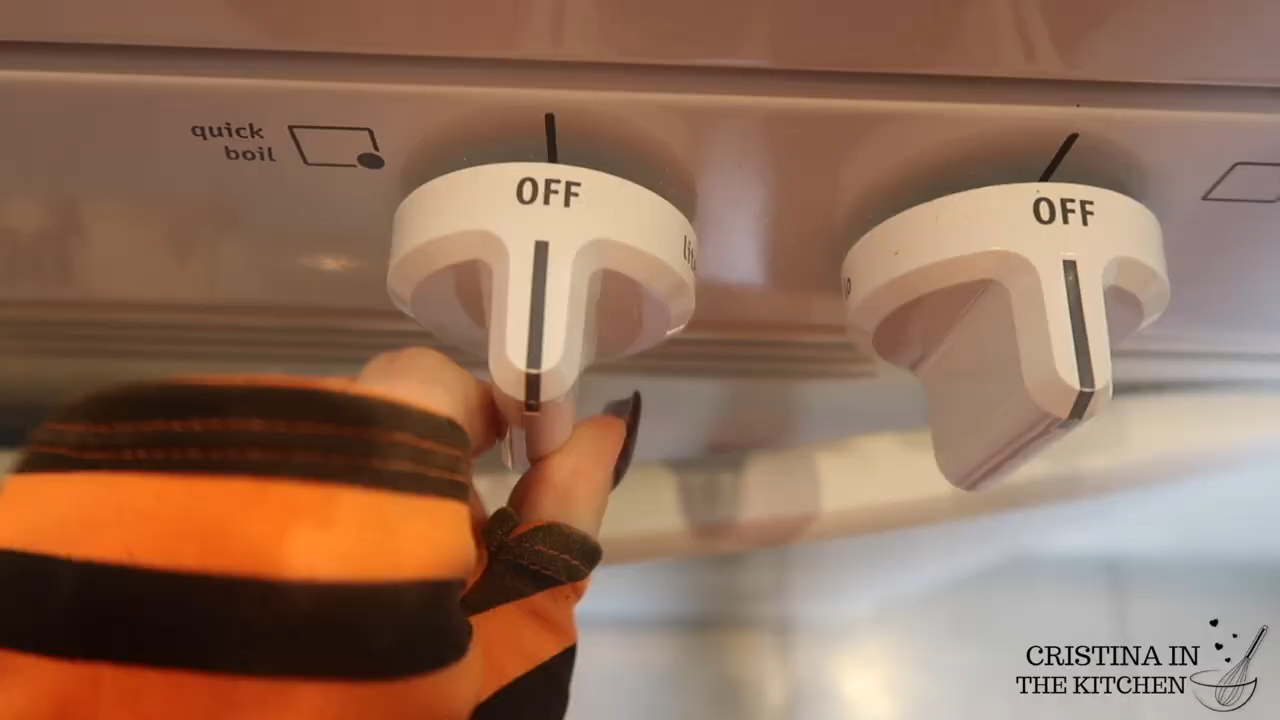 quick
boil
OFF
OFF
CRISTINA IN
THE KITCHEN